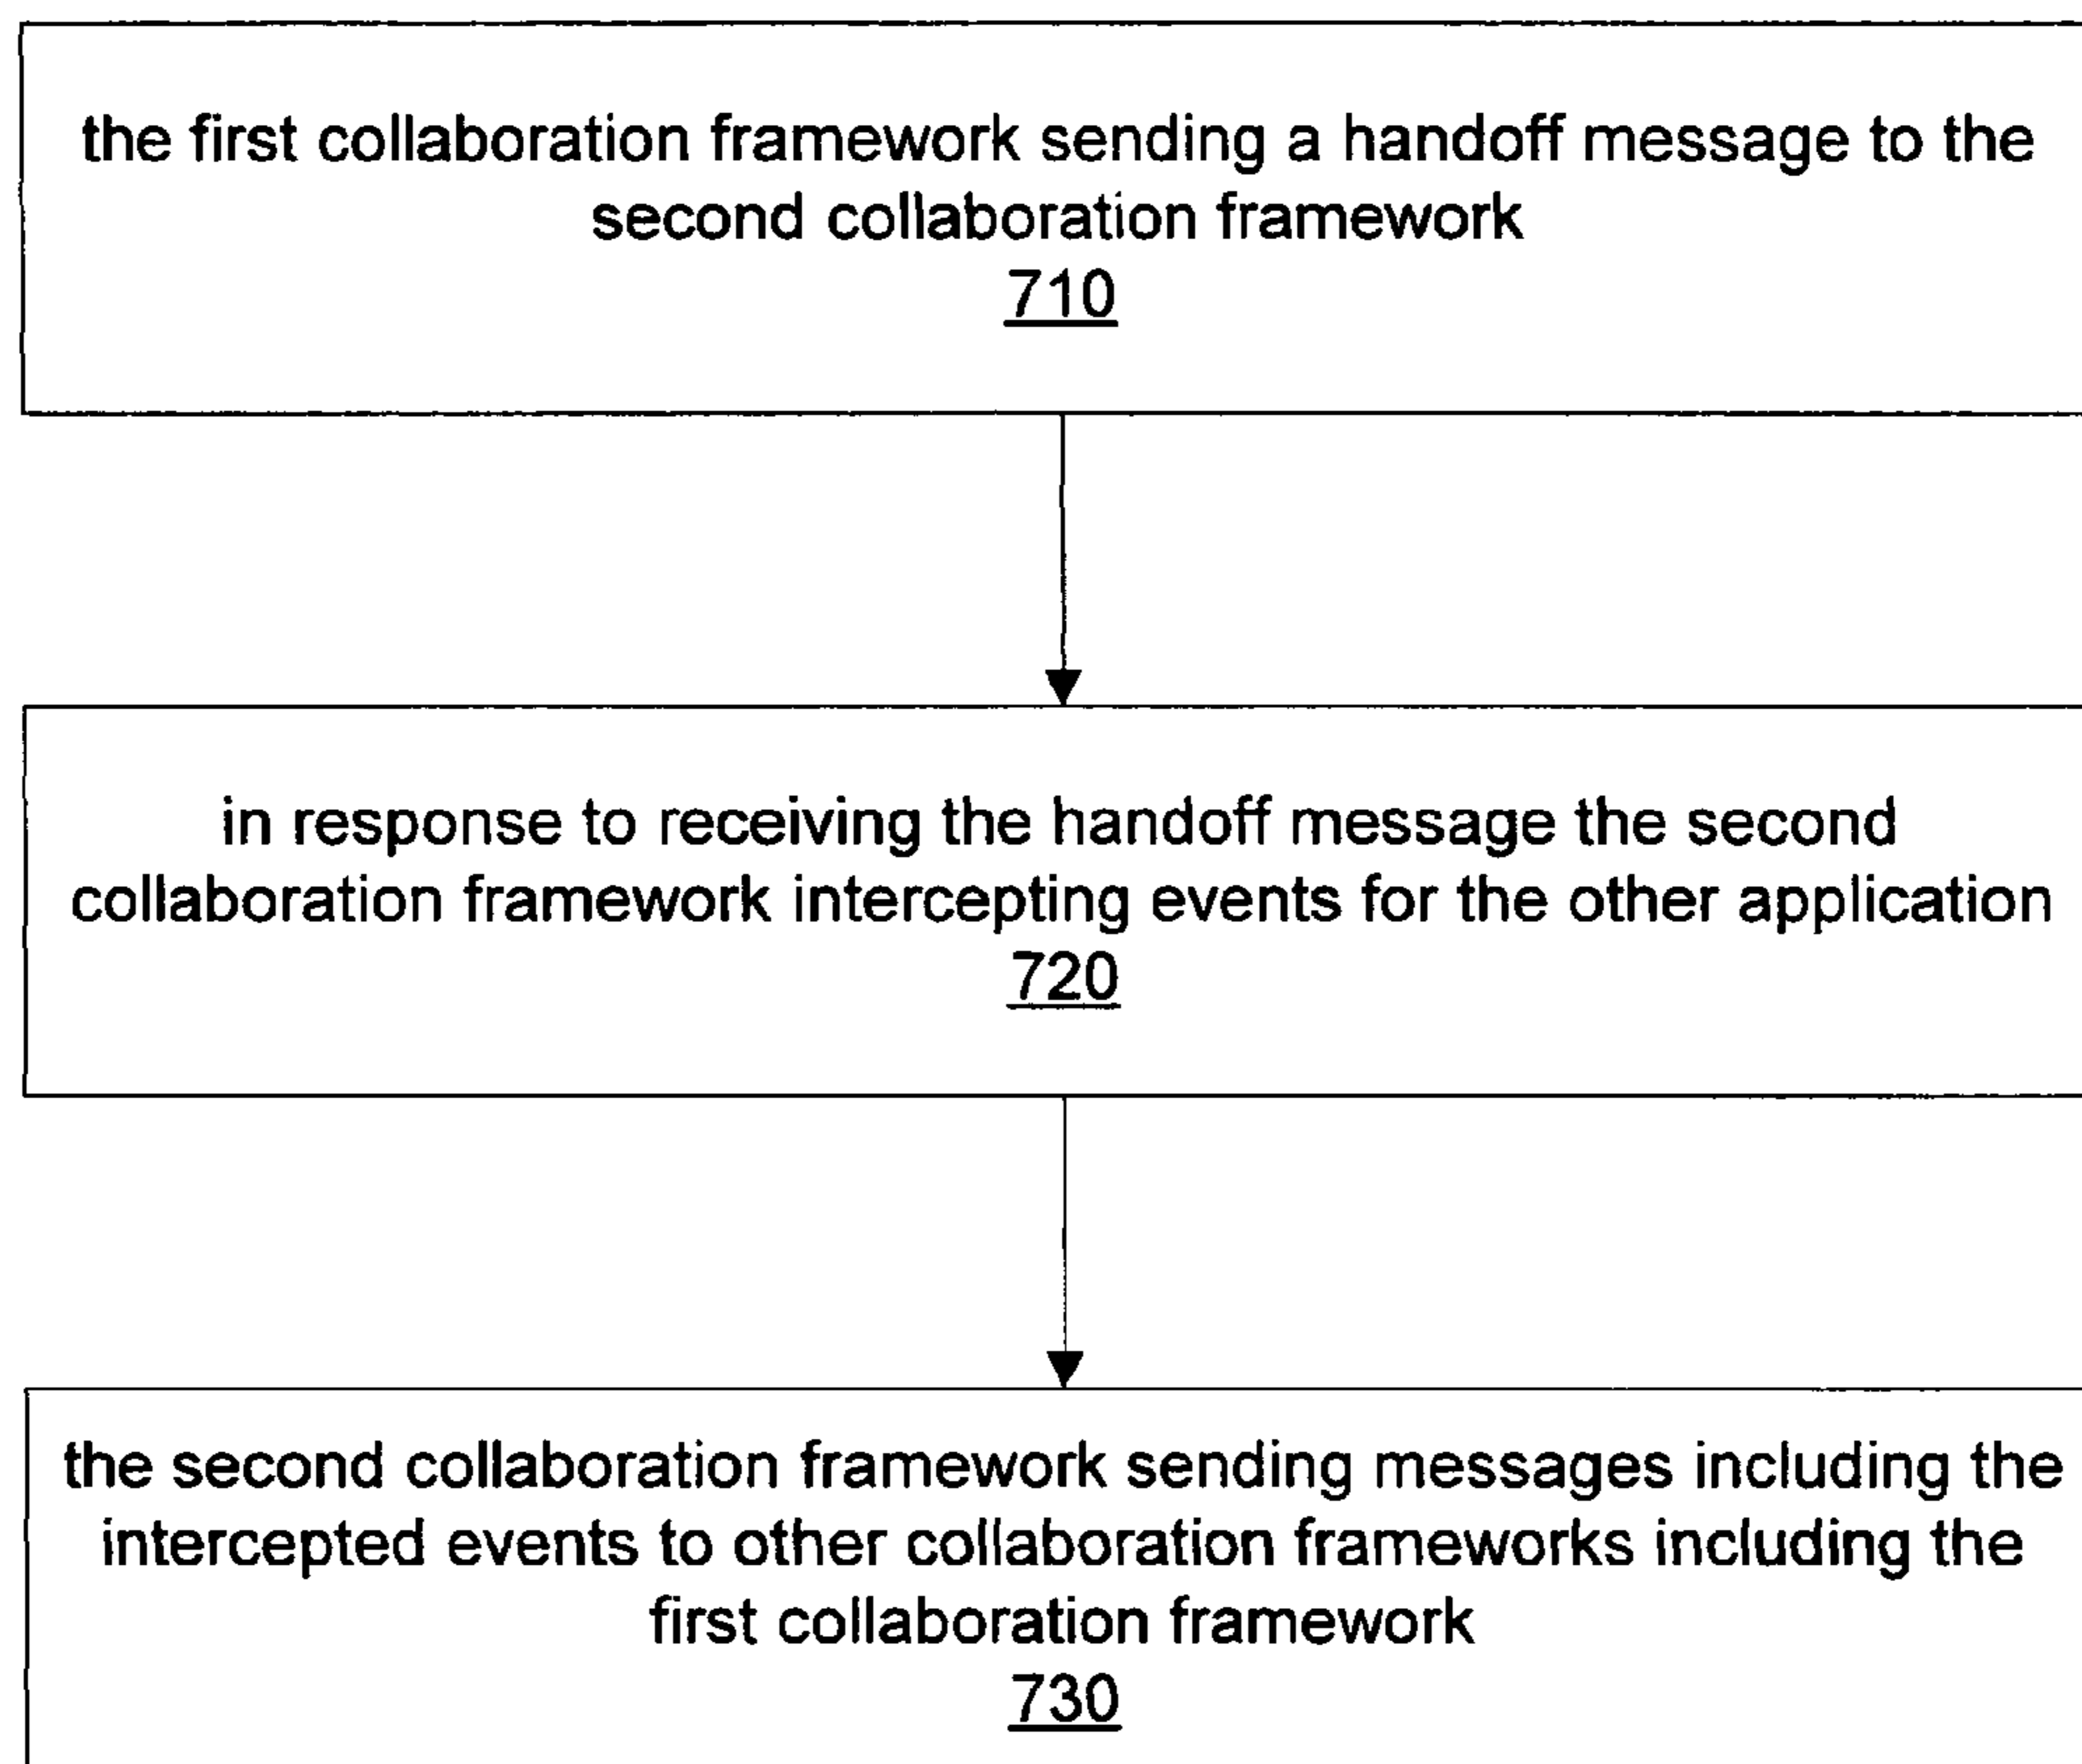 the first collaboration framework sending a handoff message to the
second collaboration framework
710
in response to receiving the handoff message the second
collaboration framework intercepting events for the other application
720
the second collaboration framework sending messages including the
intercepted events to other collaboration frameworks including the
first collaboration framework
730